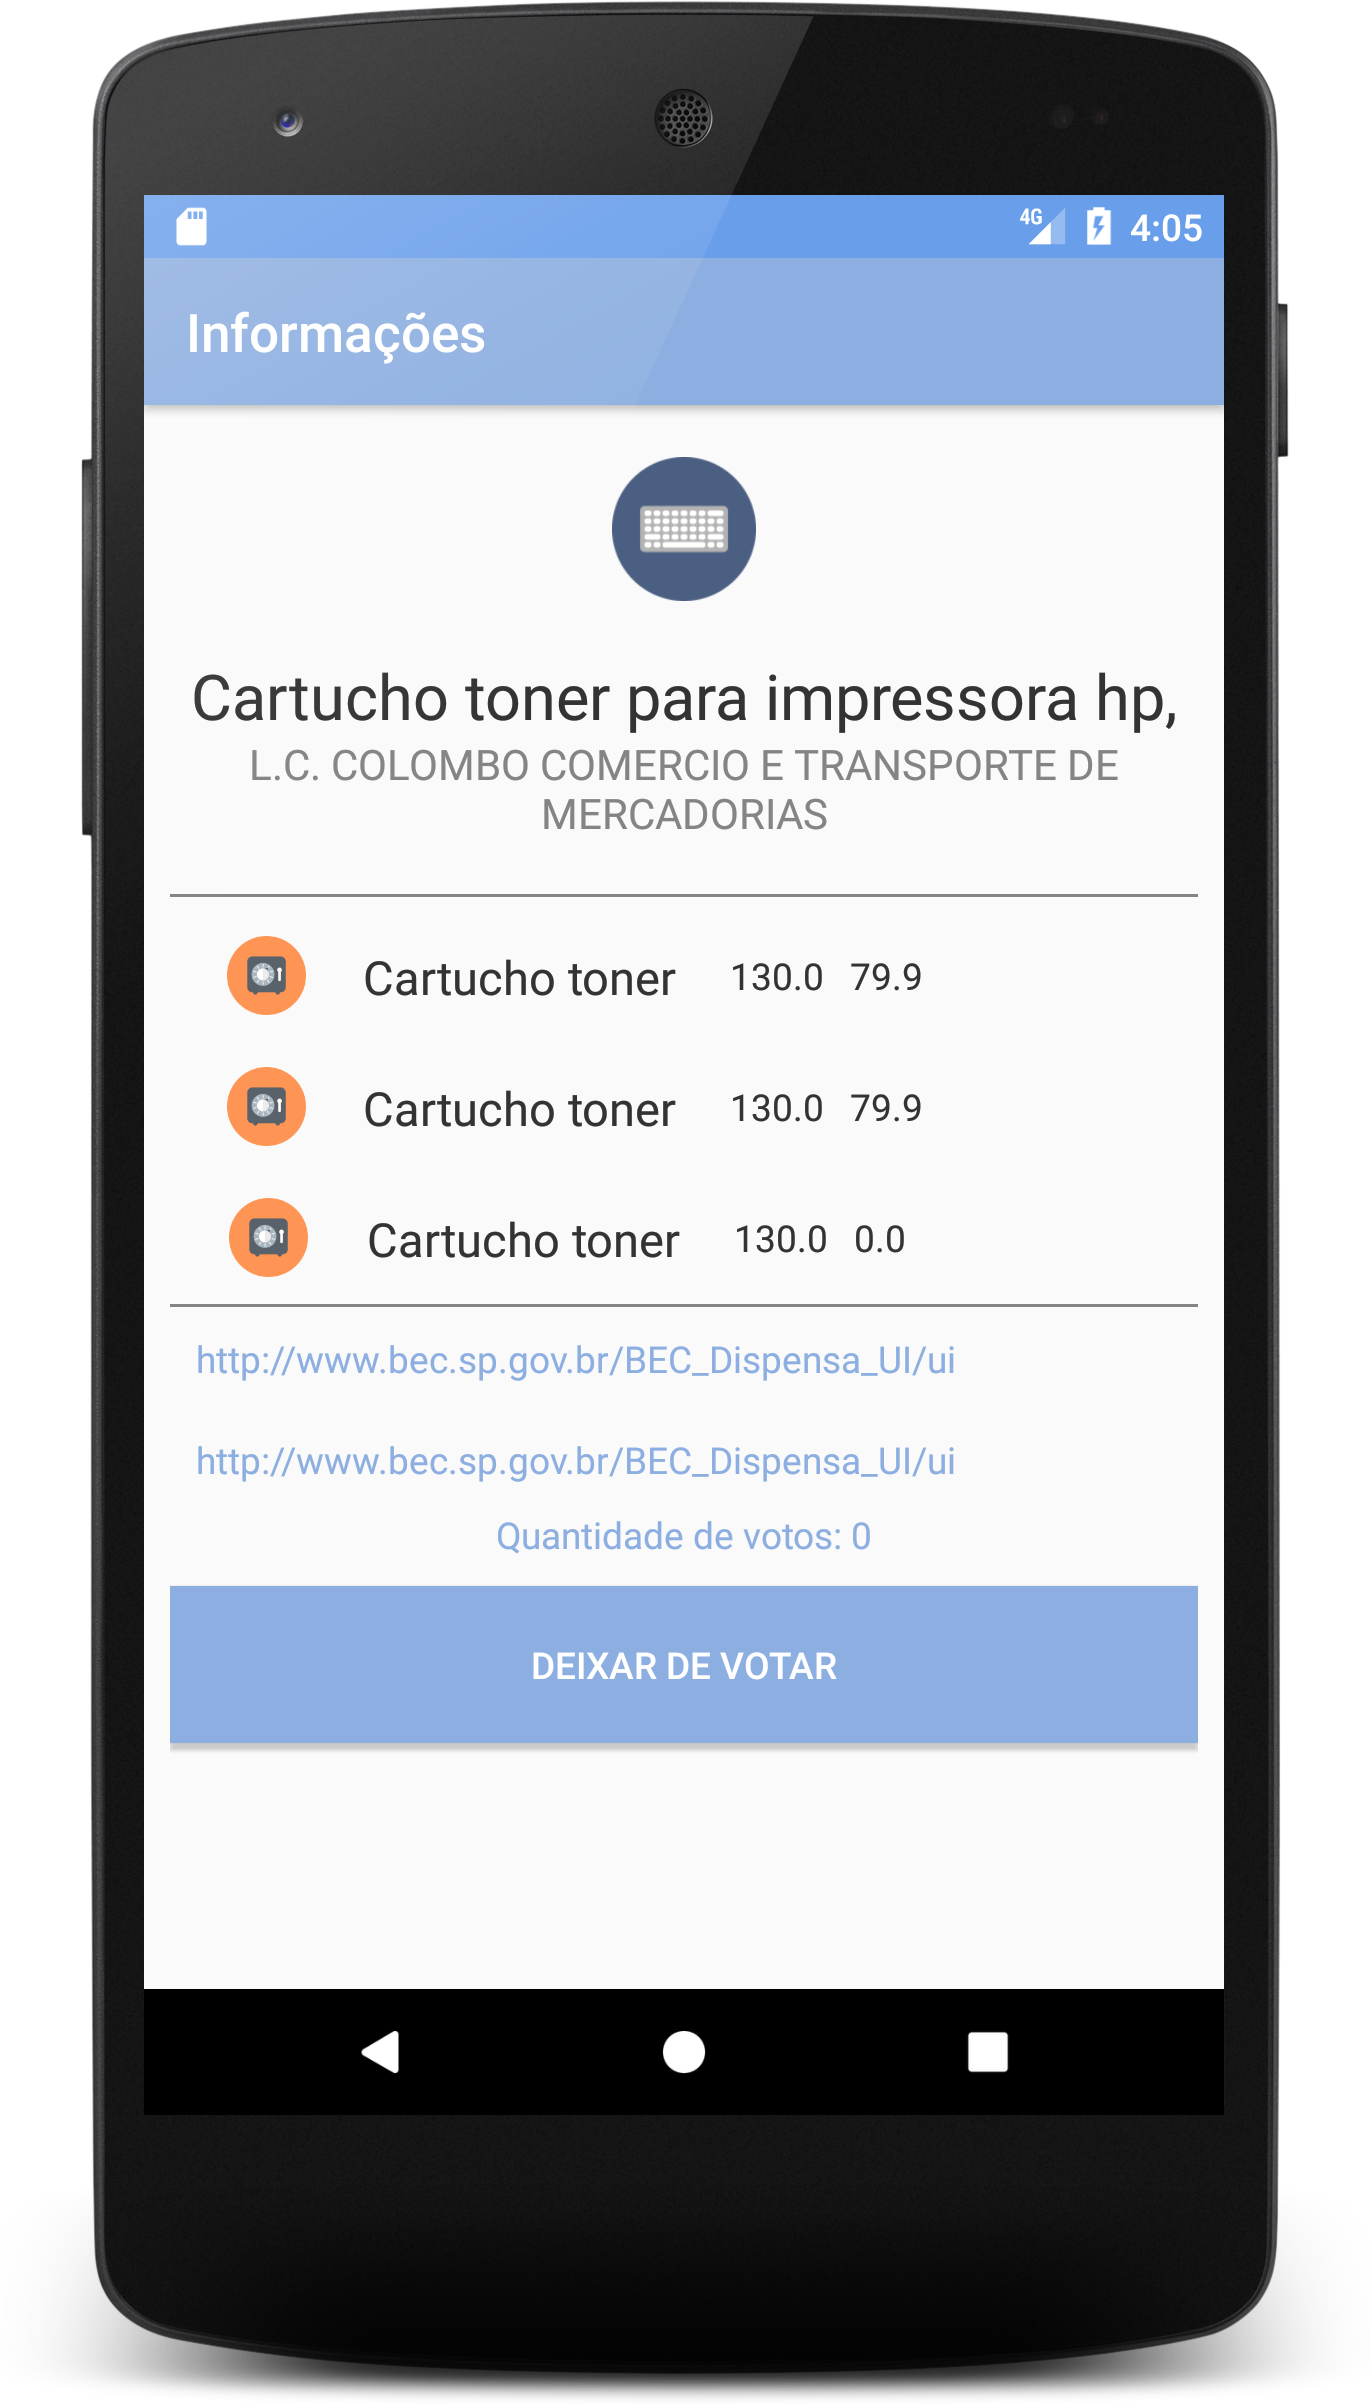 4G 4:05
Informações
Cartucho toner para impressora hp,
L.C. COLOMBO COMERCIO E TRANSPORTE DE
MERCADORIAS
Cartucho toner 130.0 79.9
Cartucho toner 130.0 79.9
Cartucho toner 130.0 0.0
http://www.bec.sp.gov.br/BEC_Dispensa_UI/ui
http://www.bec.sp.gov.br/BEC_Dispensa_UI/ui
Quantidade de votos: 0
DEIXAR DE VOTAR